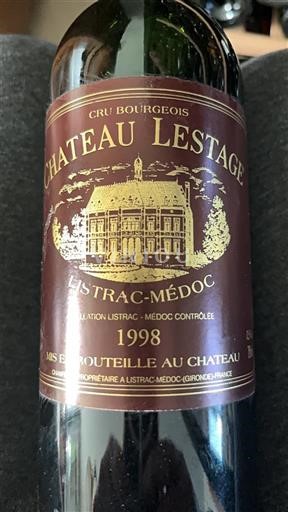 CRU BOURGEOIS
CHATEAU LESTAGE
LISTRAC-MÉDOC
LISTRAC - MÉDOC CONTRÔLÉE
1998
MIS EN BOUTEILLE AU CHATEAU
PROPRIÉTAIRE A LISTRAC-MEDOC-(GIRONDE)-FRANCE